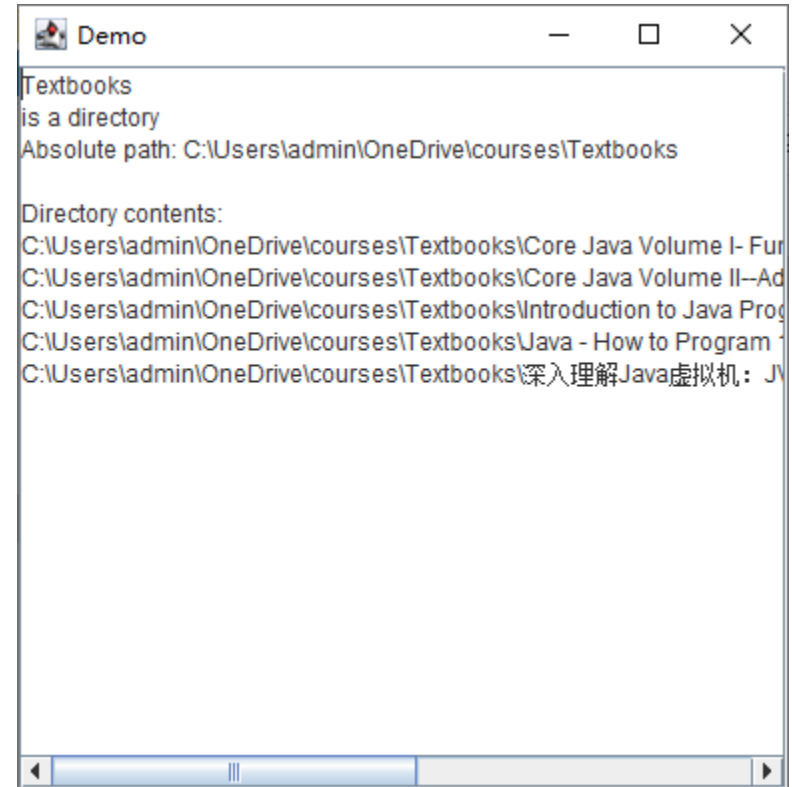 Demo
Textbooks
is a directory
Absolute path: C:\Users\admin\OneDrive\courses\Textbooks
Directory contents:
C:\Users\admin\OneDrive\courses\Textbooks\Core Java Volume I- Fun
C:\Users\admin\OneDrive\courses\Textbooks\Core Java Volume II--Ad
C:\Users\admin\OneDrive\courses\Textbooks\Introduction to Java Prog
C:\Users\admin\OneDrive\courses\Textbooks\Java - How to Program
C:\Users\admin\OneDrive\courses\Textbooks\深入理解Java虚拟机：J